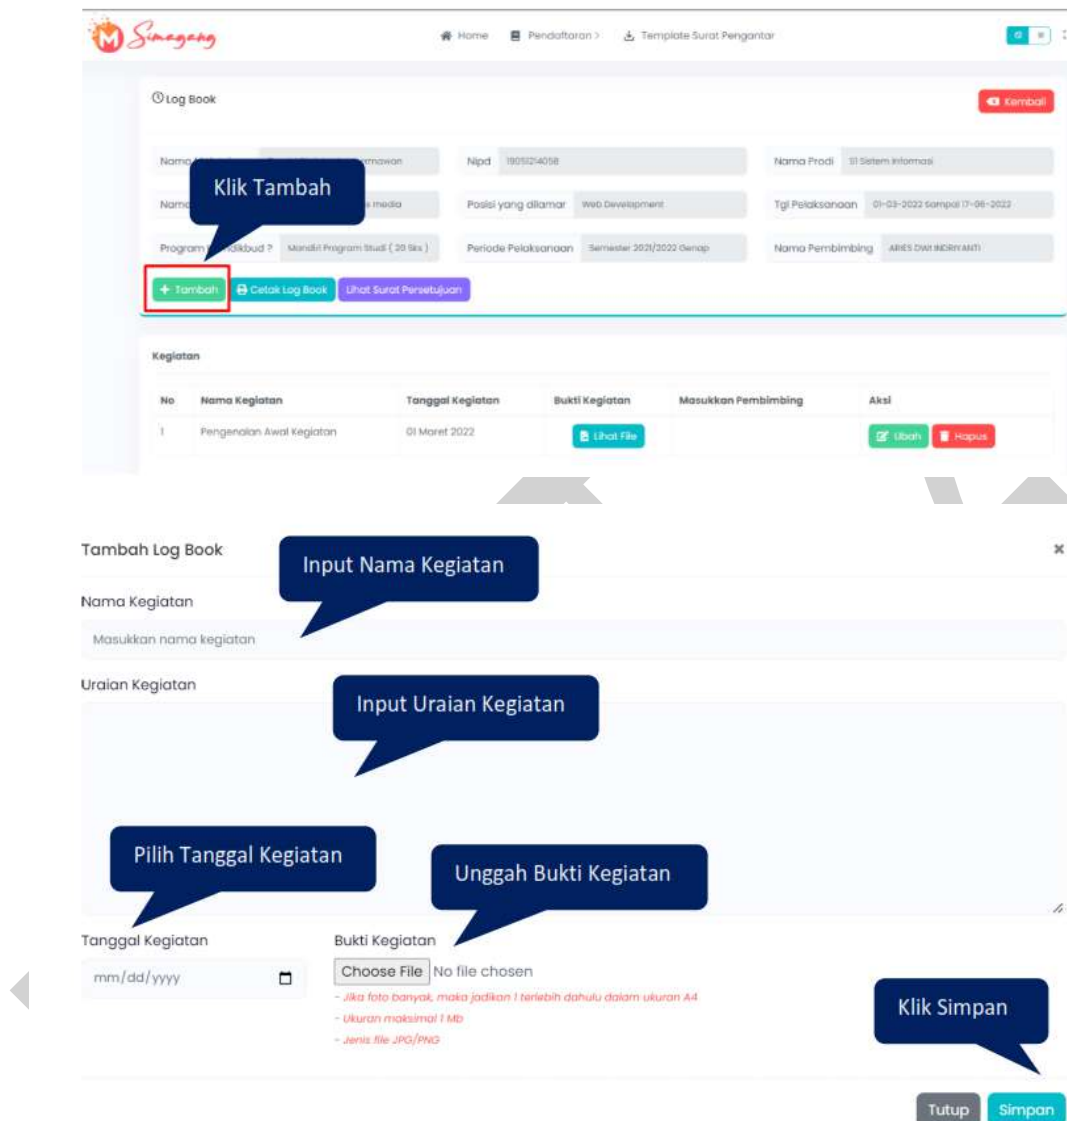 M Simagang
Home Pendaftaran > Template Surat Pengantar
Log Book Kembali
Klik Tambah
Nama Nipd 19051214058 Nama Prodi S1 Sistem Informasi
Nama media Posisi yang dilamar Web Development Tgl Pelaksanaan 01-03-2022 Sampai 17-06-2022
Program ? Mandiri Program Studi ( 20 Sks ) Periode Pelaksanaan Semester 2021/2022 Genap Nama Pembimbing ARIES DWI INDRIYANTI
+ Tambah Cetak Log Book Lihat Surat Persetujuan
Kegiatan
No Nama Kegiatan Tanggal Kegiatan Bukti Kegiatan Masukkan Pembimbing Aksi
1 Pengenalan Awal Kegiatan 01 Maret 2022 Lihat File Ubah Hapus
Tambah Log Book ×
Input Nama Kegiatan
Nama Kegiatan
Masukkan nama kegiatan
Uraian Kegiatan
Input Uraian Kegiatan
Pilih Tanggal Kegiatan
Unggah Bukti Kegiatan
Tanggal Kegiatan Bukti Kegiatan
mm/dd/yyyy Choose File No file chosen
- Jika foto banyak, maka jadikan 1 terlebih dahulu dalam ukuran A4
- Ukuran maksimal 1 Mb
- Jenis file JPG/PNG
Klik Simpan
Tutup Simpan